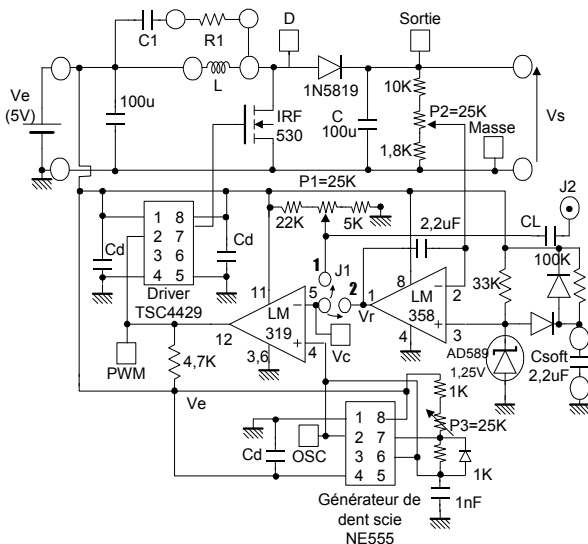 C1
R1
D
Sortie
L
1N5819
Ve
(5V)
100u
IRF
530
C
100u
10K
P2=25K
1,8K
Masse
Vs
P1=25K
22K
5K
J2
CL
Cd
1 8
2 7
3 6
4 5
Cd
Driver
TSC4429
2,2uF
100K
1
J1
2
33K
11
5
LM
319
12
3,6
4
Vr
1
8
LM
358
2
3
4
Vc
AD589
1,25V
Csoft
2,2uF
PWM
4,7K
Ve
1K
P3=25K
1 8
2 7
3 6
4 5
OSC
Cd
1K
1nF
Générateur de
dent scie
NE555